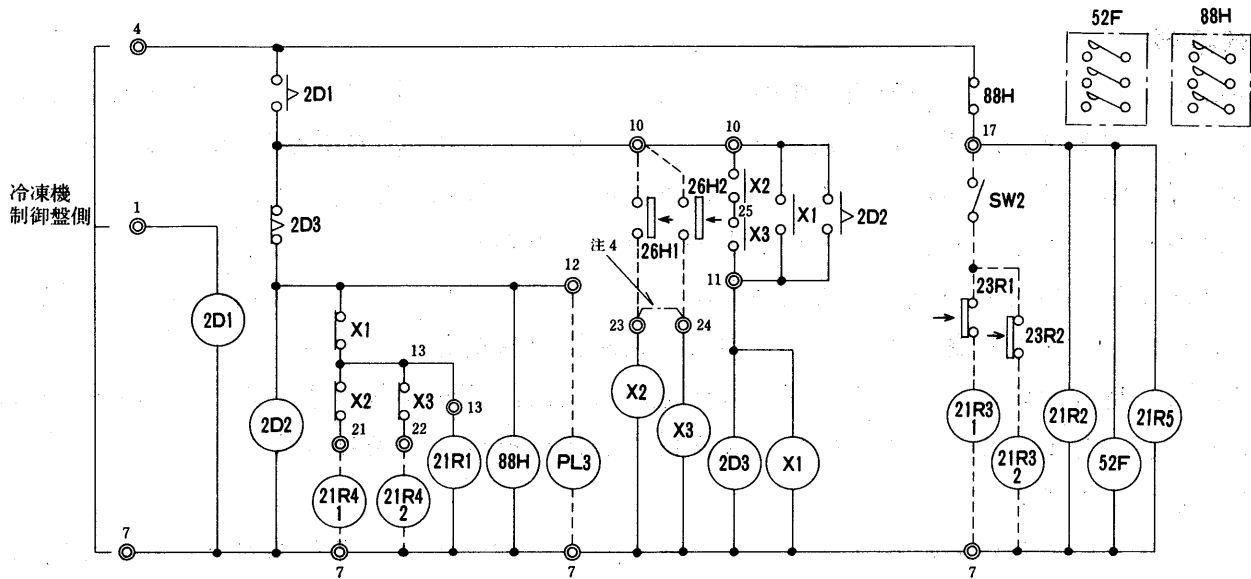 52F
88H
4
2D1
88H
10
10
17
冷凍機
制御盤側
1
26H2
X2
25
X3
X1
2D2
SW2
2D3
26H1
12
11
注4
23R1
23R2
2D1
X1
23
24
13
X2
X3
13
21
22
X2
X3
2D2
21R4
1
21R4
2
21R1
88H
PL3
2D3
X1
21R3
1
21R3
2
21R2
52F
21R5
7
7
7
7